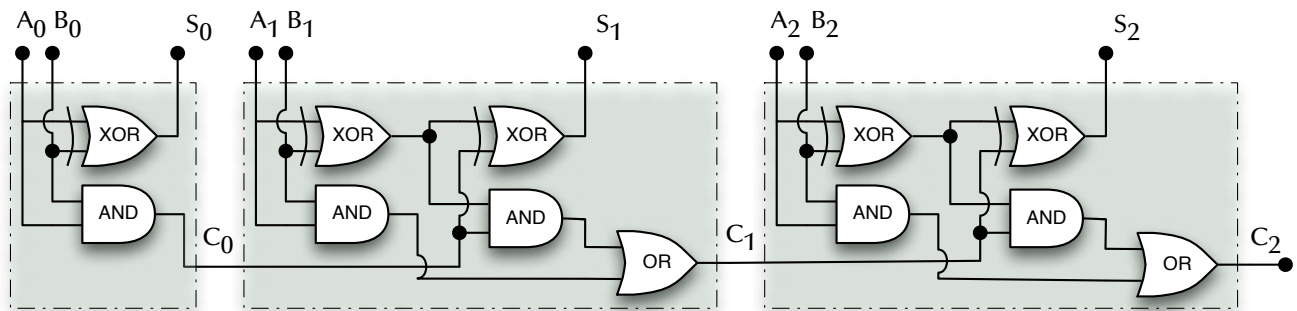 A0 B0 S0 A1 B1 S1 A2 B2 S2
XOR XOR XOR XOR XOR
AND AND AND AND AND
C0 C1 C2
OR OR